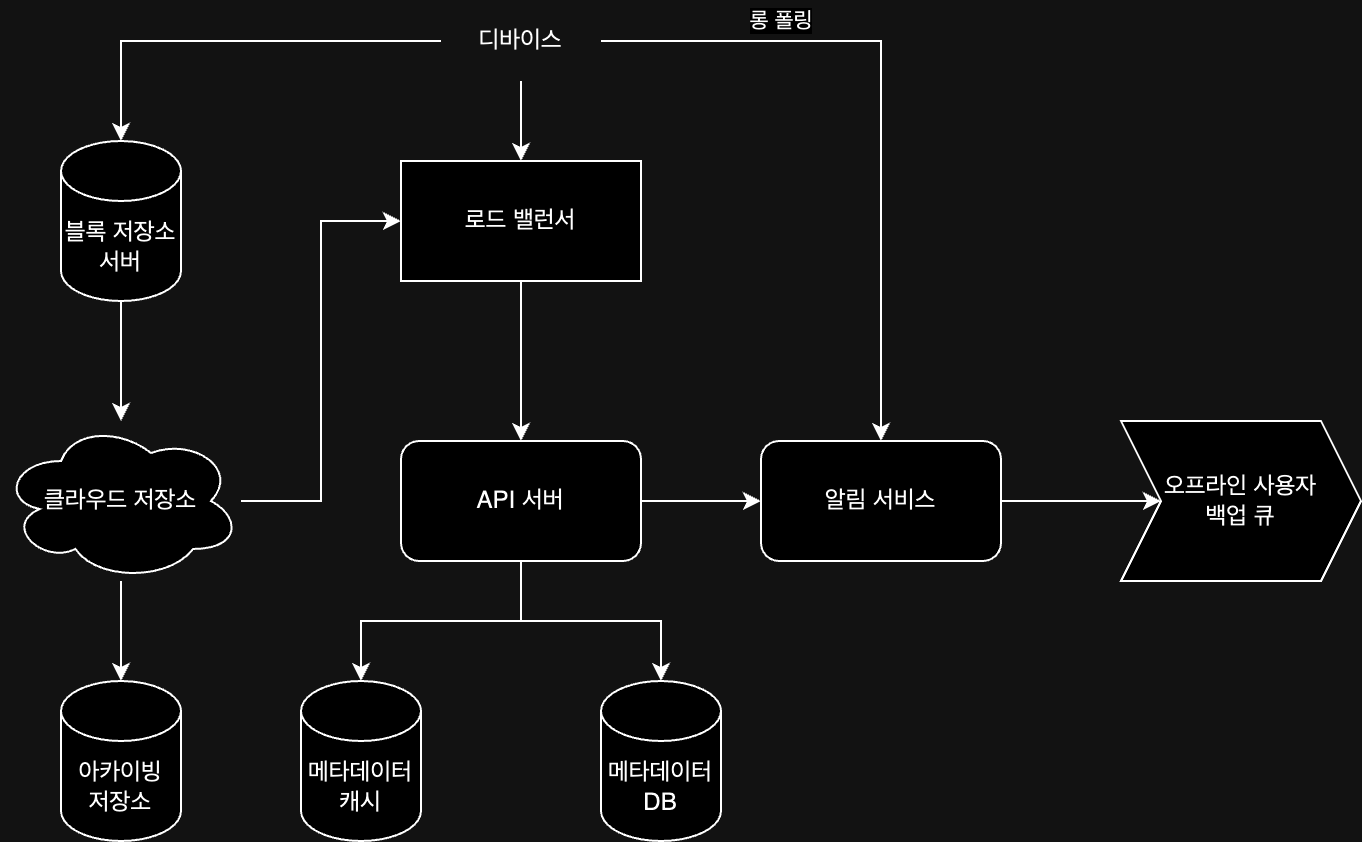 롱 폴링
디바이스
블록 저장소
서버
로드 밸런서
클라우드 저장소
API 서버
알림 서비스
오프라인 사용자
백업 큐
아카이빙
저장소
메타데이터
캐시
메타데이터
DB